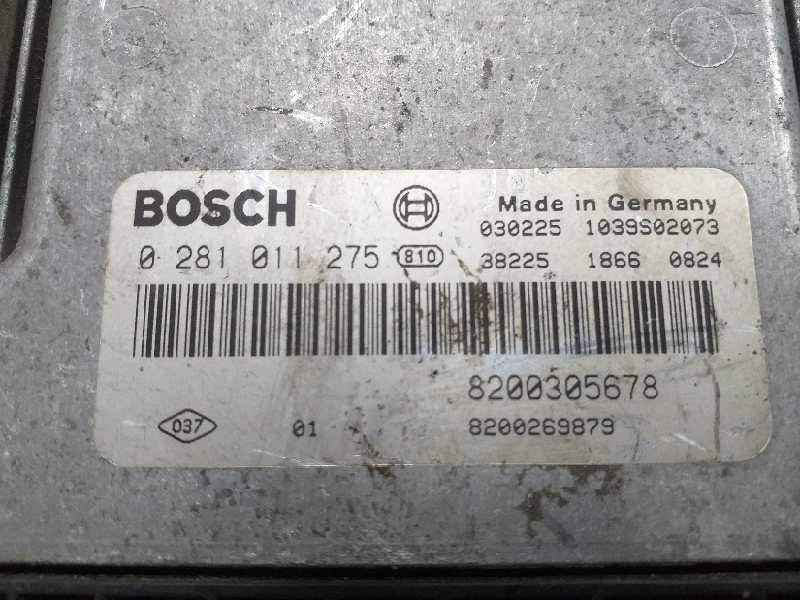 BOSCH
Made in Germany
030225 1039S02073
0 281 011 275 810
38225 1866 0824
8200305678
037 01 8200269879